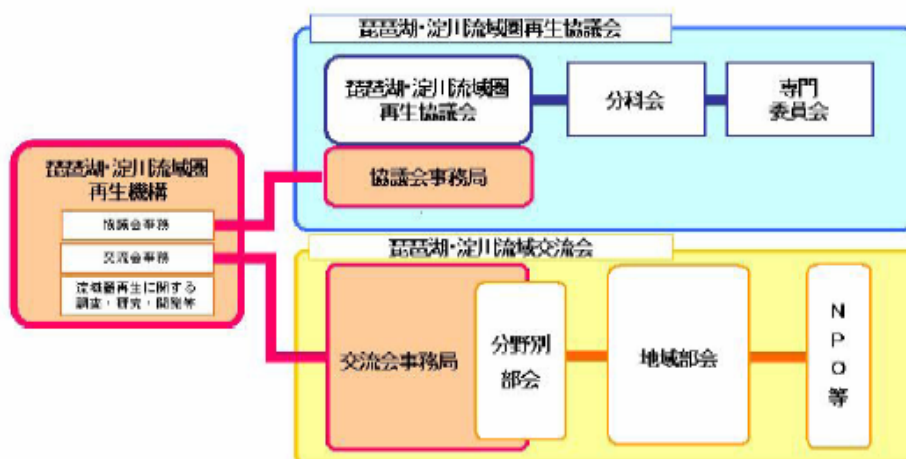 琵琶湖・淀川流域圏再生協議会
琵琶湖・淀川流域圏
再生協議会
分科会
専門
委員会
協議会事務局
琵琶湖・淀川流域圏
再生機構
協議会事務
交流会事務
流域圏再生に関する
調査・研究・開発等
琵琶湖・淀川流域交流会
交流会事務局
分野別
部会
地域部会
NPO等